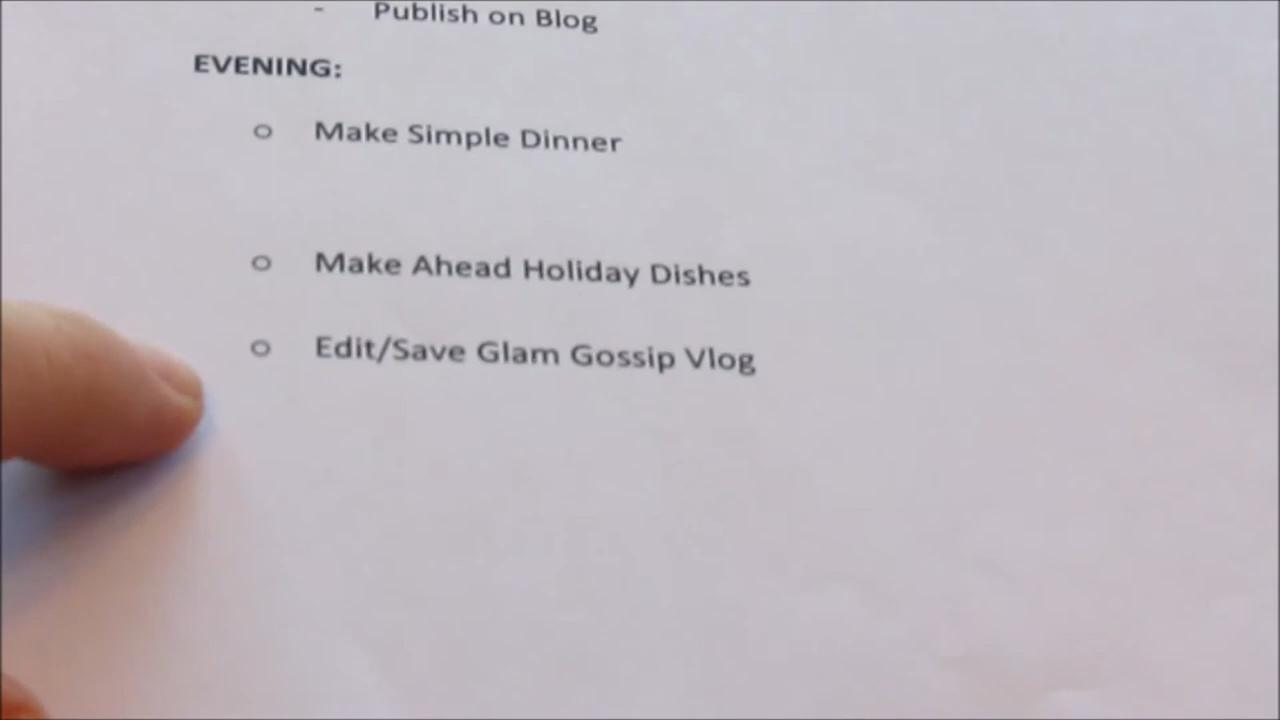 - Publish on Blog
EVENING:
o Make Simple Dinner
o Make Ahead Holiday Dishes
o Edit/Save Glam Gossip Vlog